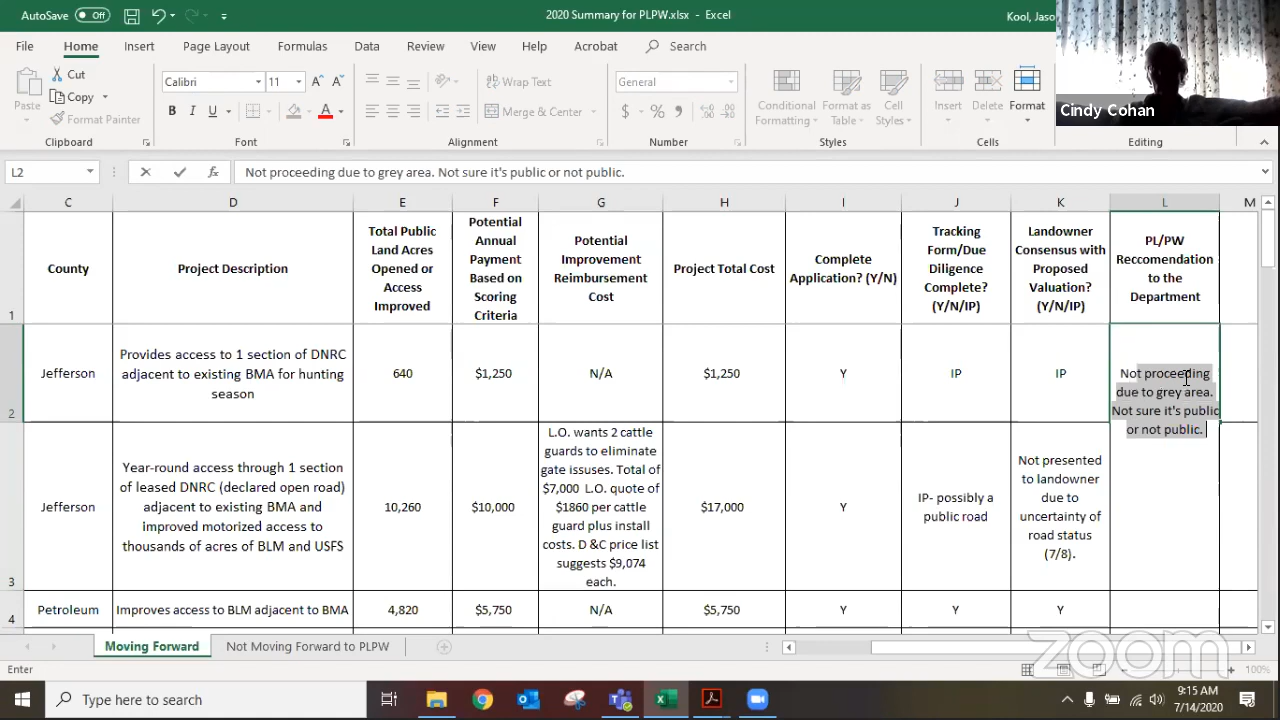 AutoSave Off 2020 Summary for PLPW.xlsx - Excel Kool, Jaso
File Home Insert Page Layout Formulas Data Review View Help Acrobat Search
Paste Cut Copy Format Painter
Calibri 11 A A
B I U A
ab Wrap Text
Merge & Center
General
$ %
Conditional Formatting Format as Table Cell Styles
Insert Delete Format
Cindy Cohan
Clipboard Font Alignment Number Styles Cells Editing
L2 fx Not proceeding due to grey area. Not sure it's public or not public.
C D E F G H I J K L M
1
County
Project Description
Total Public
Land Acres
Opened or
Access
Improved
Potential
Annual
Payment
Based on
Scoring
Criteria
Potential
Improvement
Reimbursement
Cost
Project Total Cost
Complete
Application? (Y/N)
Tracking
Form/Due
Diligence
Complete?
(Y/N/IP)
Landowner
Consensus with
Proposed
Valuation?
(Y/N/IP)
PL/PW
Reccomendation
to the
Department
2
Jefferson
Provides access to 1 section of DNRC
adjacent to existing BMA for hunting
season
640
$1,250
N/A
$1,250
Y
IP
IP
Not proceeding
due to grey area.
Not sure it's public
or not public.
3
Jefferson
Year-round access through 1 section
of leased DNRC (declared open road)
adjacent to existing BMA and
improved motorized access to
thousands of acres of BLM and USFS
10,260
$10,000
L.O. wants 2 cattle
guards to eliminate
gate issuses. Total of
$7,000 L.O. quote of
$1860 per cattle
guard plus install
costs. D &C price list
suggests $9,074
each.
$17,000
Y
IP- possibly a
public road
Not presented
to landowner
due to
uncertainty of
road status
(7/8).
4
Petroleum
Improves access to BLM adjacent to BMA
4,820
$5,750
N/A
$5,750
Y
Y
Y
Moving Forward Not Moving Forward to PLPW
zoom
Enter 100%
Type here to search
9:15 AM
7/14/2020